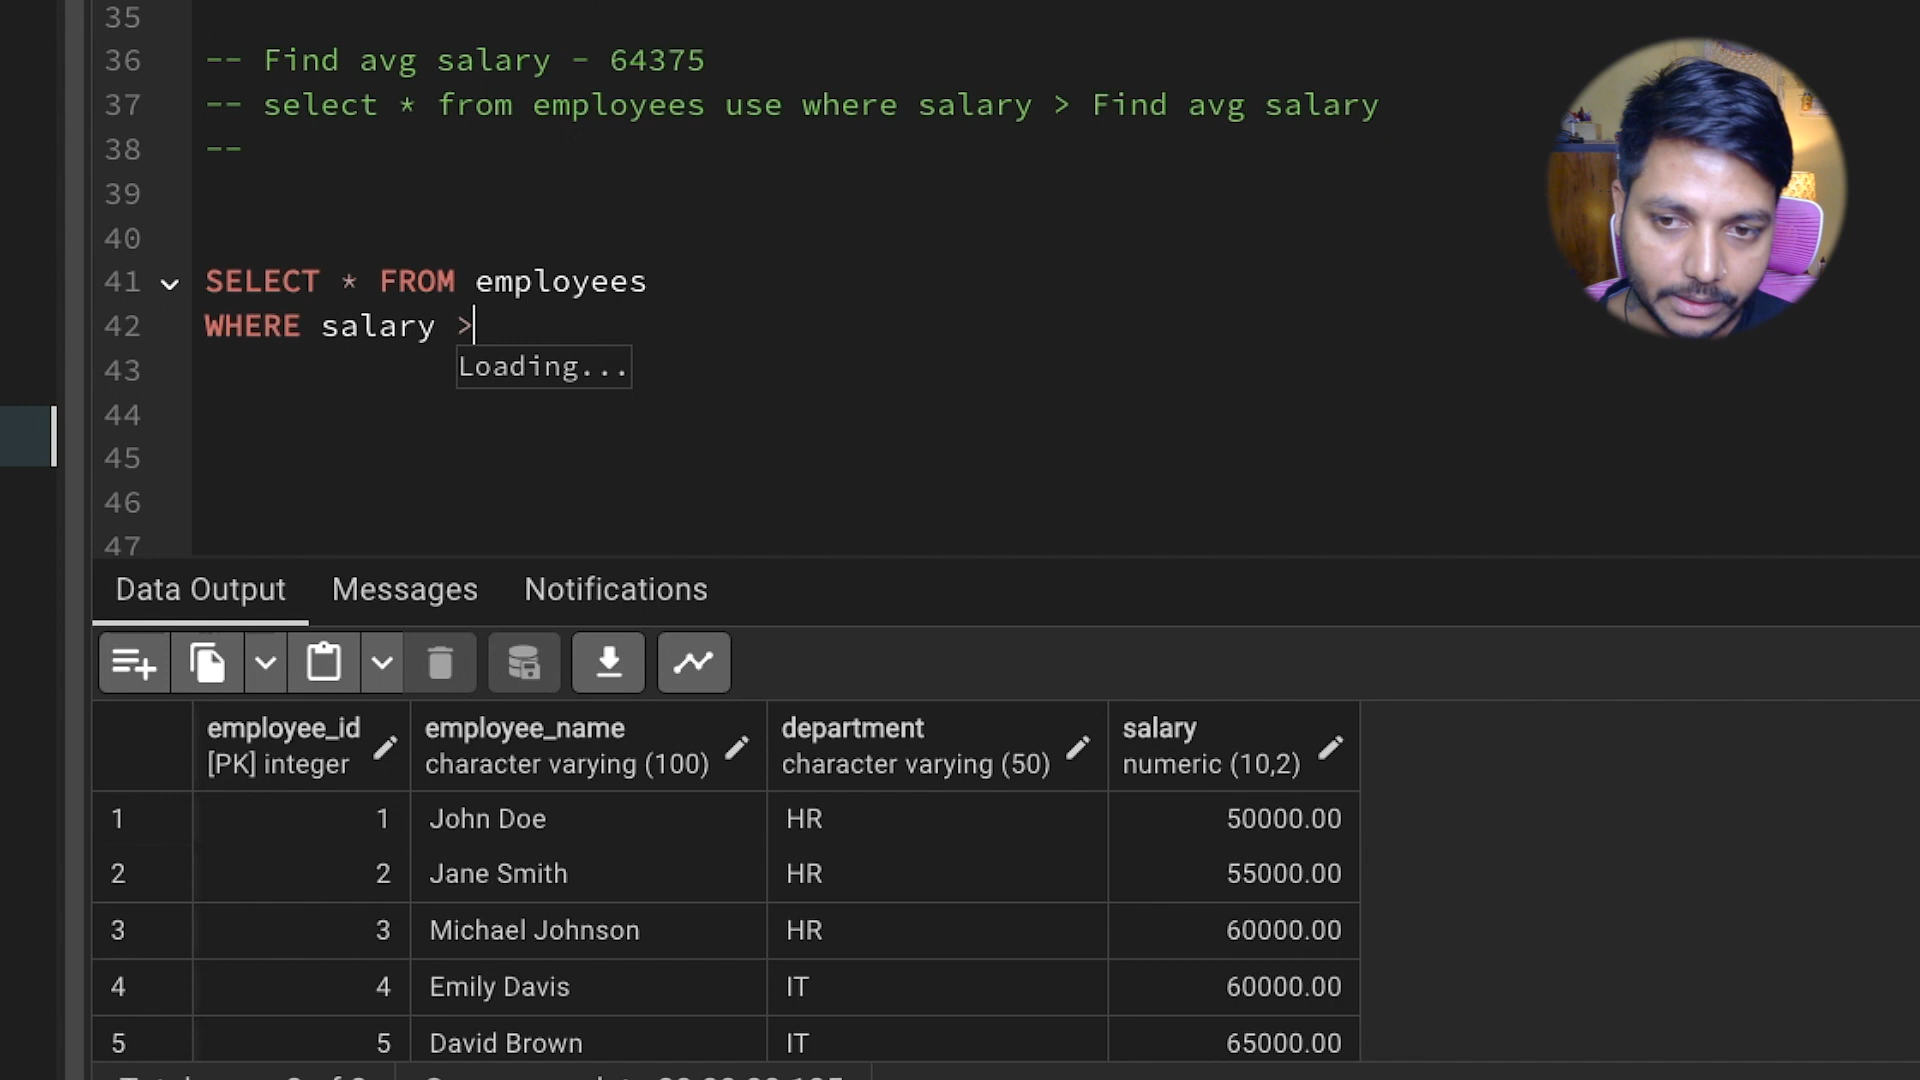 35
36 -- Find avg salary - 64375
37 -- select * from employees use where salary > Find avg salary
38 --
39
40
41 SELECT * FROM employees
42 WHERE salary >
Loading...
43
44
45
46
47
Data Output Messages Notifications
employee_id employee_name department salary
[PK] integer character varying (100) character varying (50) numeric (10,2)
1 1 John Doe HR 50000.00
2 2 Jane Smith HR 55000.00
3 3 Michael Johnson HR 60000.00
4 4 Emily Davis IT 60000.00
5 5 David Brown IT 65000.00